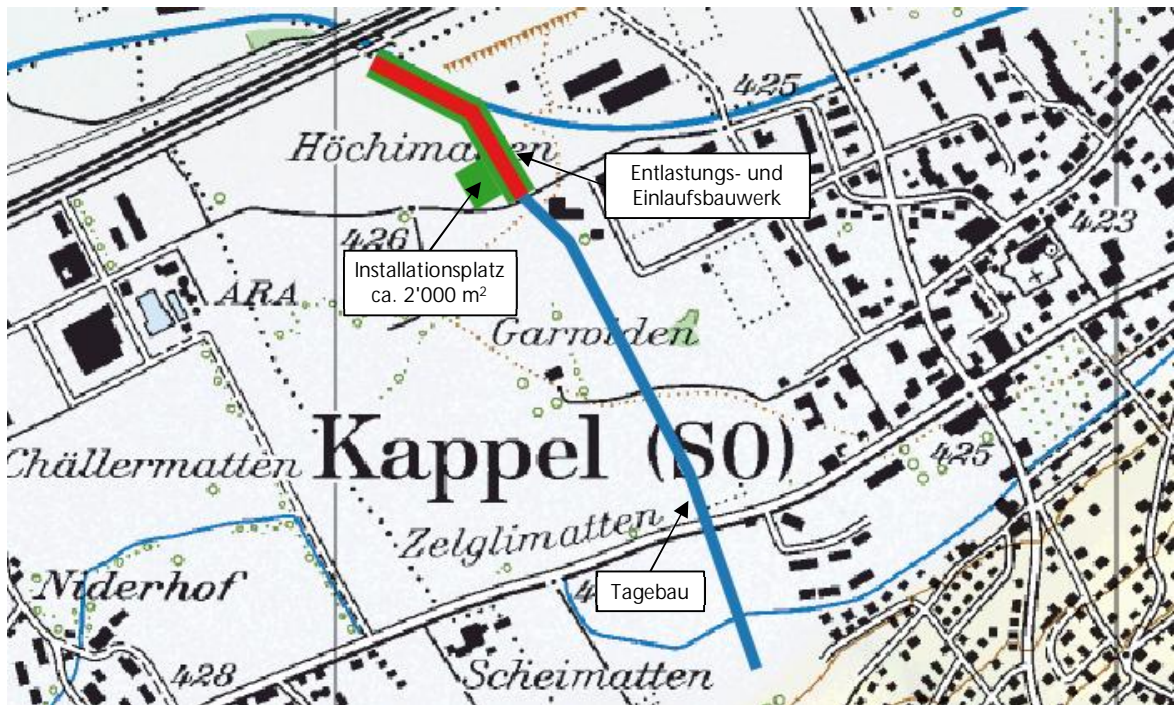 425
Höchimatten
Entlastungs- und
Einlaufsbauwerk
423
426
Installationsplatz
ca. 2'000 m²
ARA
Garwolden
Kappel (SO)
Chällermatten
425
Zelglimatten
Niderhof
Tagebau
428
Scheimatten